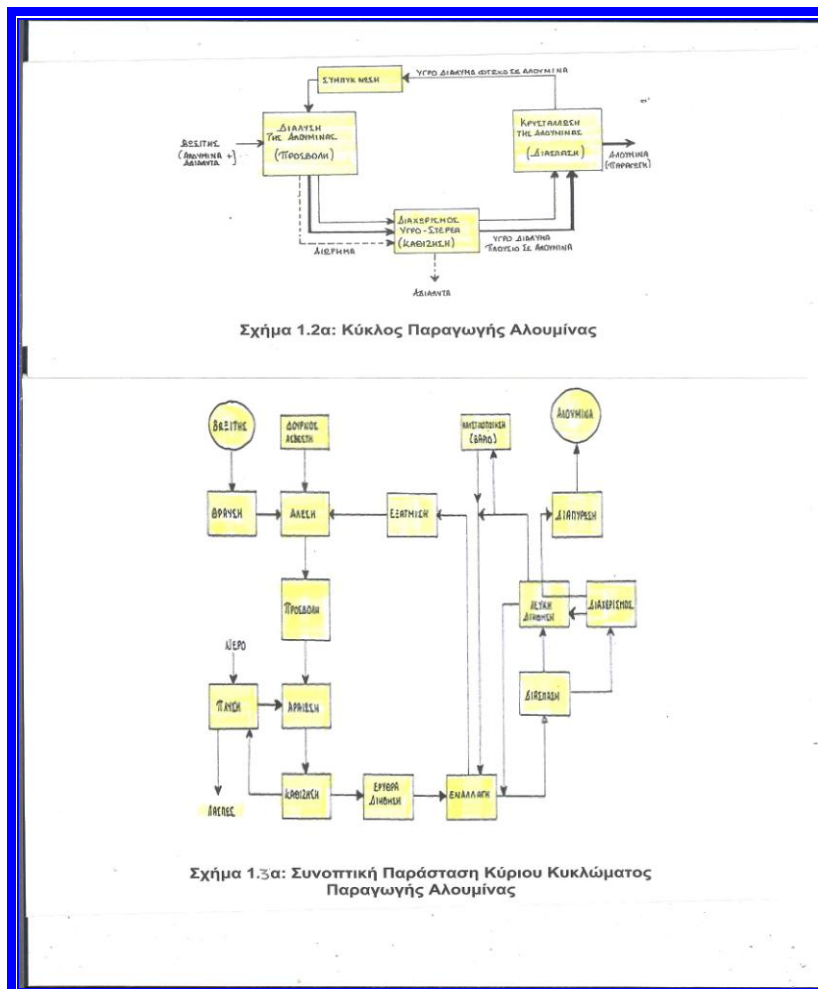 ΣΥΜΠΥΚΝΩΣΗ
ΥΓΡΟ ΔΙΑΛΥΜΑ ΦΤΩΧΟ ΣΕ ΑΛΟΥΜΙΝΑ
ΔΙΑΛΥΣΗ
ΤΗΣ ΑΛΟΥΜΙΝΑΣ
(ΠΡΟΣΒΟΛΗ)
ΚΡΥΣΤΑΛΛΩΣΗ
ΤΗΣ ΑΛΟΥΜΙΝΑΣ
(ΔΙΑΣΠΑΣΗ)
ΒΩΞΙΤΗΣ
(ΑΛΟΥΜΙΝΑ +)
ΑΔΙΑΛΥΤΑ
ΑΛΟΥΜΙΝΑ
(ΠΑΡΑΓΩΓΗ)
ΔΙΑΧΩΡΙΣΜΟΣ
ΥΓΡΟ-ΣΤΕΡΕΑ
(ΚΑΘΙΖΗΣΗ)
ΑΙΩΡΗΜΑ
ΥΓΡΟ ΔΙΑΛΥΜΑ
ΠΛΟΥΣΙΟ ΣΕ ΑΛΟΥΜΙΝΑ
ΑΔΙΑΛΥΤΑ
Σχήμα 1.2α: Κύκλος Παραγωγής Αλουμίνας
ΒΩΞΙΤΗΣ
ΦΟΥΡΝΟΣ
ΑΣΒΕΣΤΗ
ΚΑΥΣΤΙΚΟΠΟΙΗΣΗ
ΑΛΟΥΜΙΝΑ
ΘΡΑΥΣΗ
ΑΛΕΣΗ
ΕΞΑΤΜΙΣΗ
ΔΙΑΠΥΡΩΣΗ
ΠΡΟΣΒΟΛΗ
ΛΕΥΚΗ
ΔΙΗΘΗΣΗ
ΔΙΑΧΩΡΙΣΜΟΣ
ΝΕΡΟ
ΠΛΥΣΗ
ΑΡΑΙΩΣΗ
ΔΙΑΣΠΑΣΗ
ΛΑΣΠΕΣ
ΚΑΘΙΖΗΣΗ
ΕΡΥΘΡΑ
ΔΙΗΘΗΣΗ
ΕΝΑΛΛΑΓΗ
Σχήμα 1.3α: Συνοπτική Παράσταση Κύριου Κυκλώματος
Παραγωγής Αλουμίνας